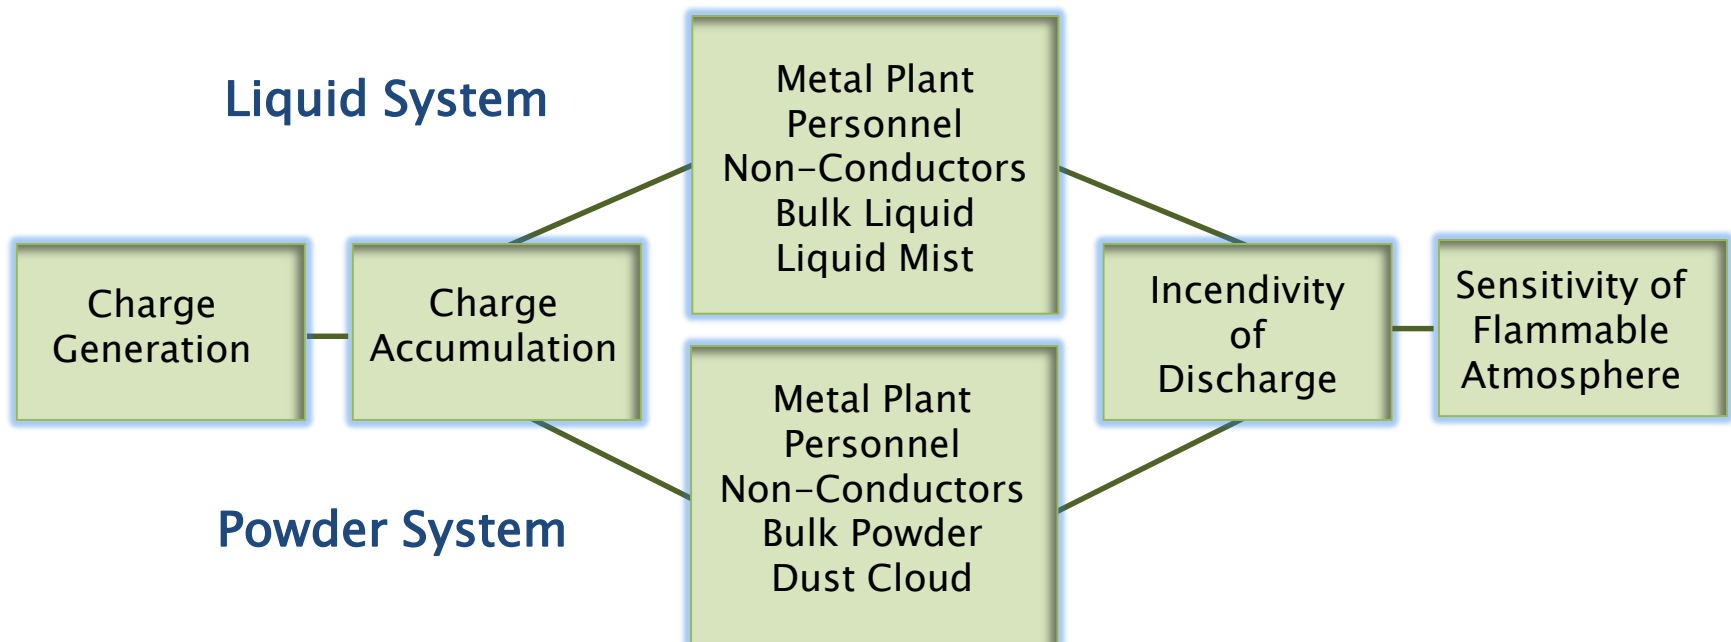 Liquid System
Metal Plant
Personnel
Non-Conductors
Bulk Liquid
Liquid Mist
Charge
Generation
Charge
Accumulation
Incendivity
of
Discharge
Sensitivity of
Flammable
Atmosphere
Metal Plant
Personnel
Non-Conductors
Bulk Powder
Dust Cloud
Powder System